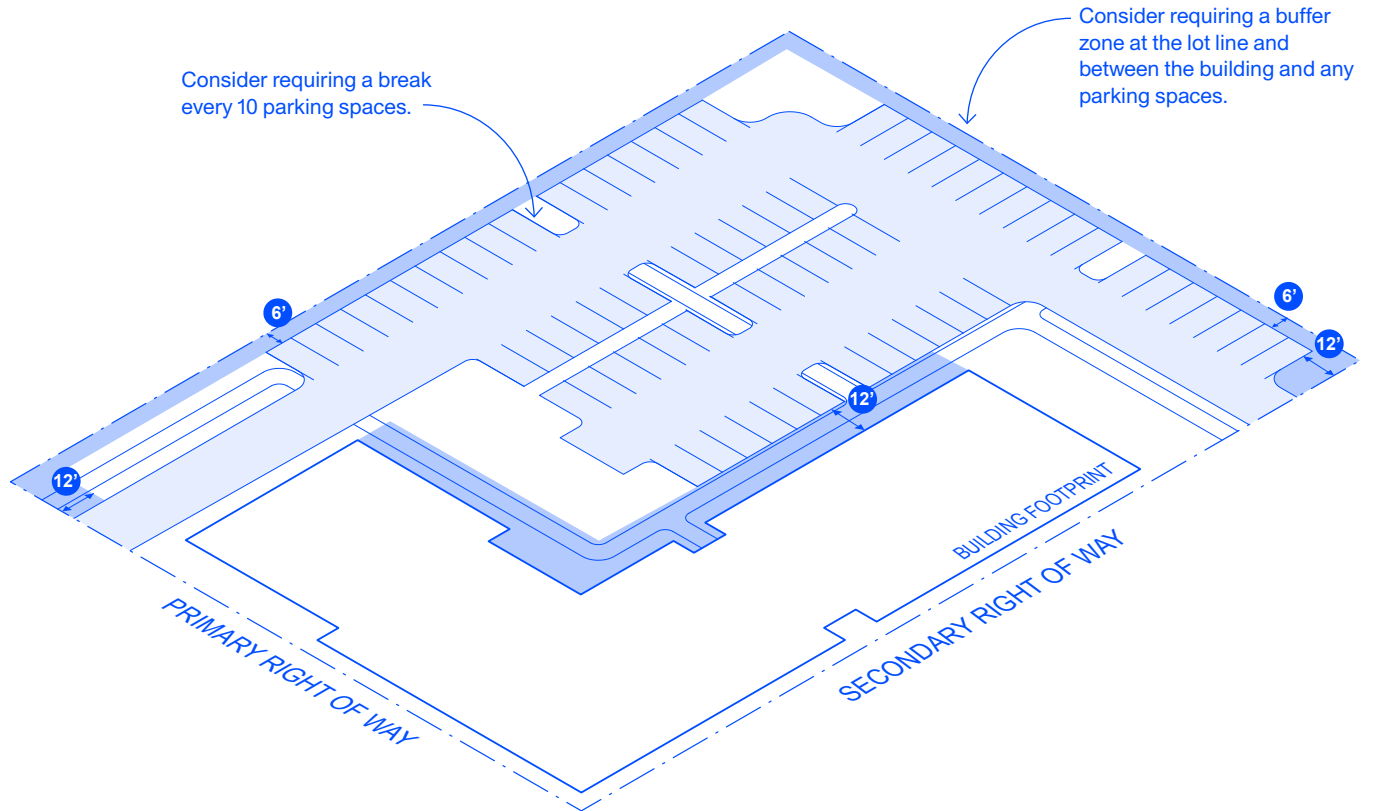 Consider requiring a buffer
zone at the lot line and
between the building and any
parking spaces.
Consider requiring a break
every 10 parking spaces.
6’
6’
12’
12’
12’
BUILDING FOOTPRINT
PRIMARY RIGHT OF WAY
SECONDARY RIGHT OF WAY